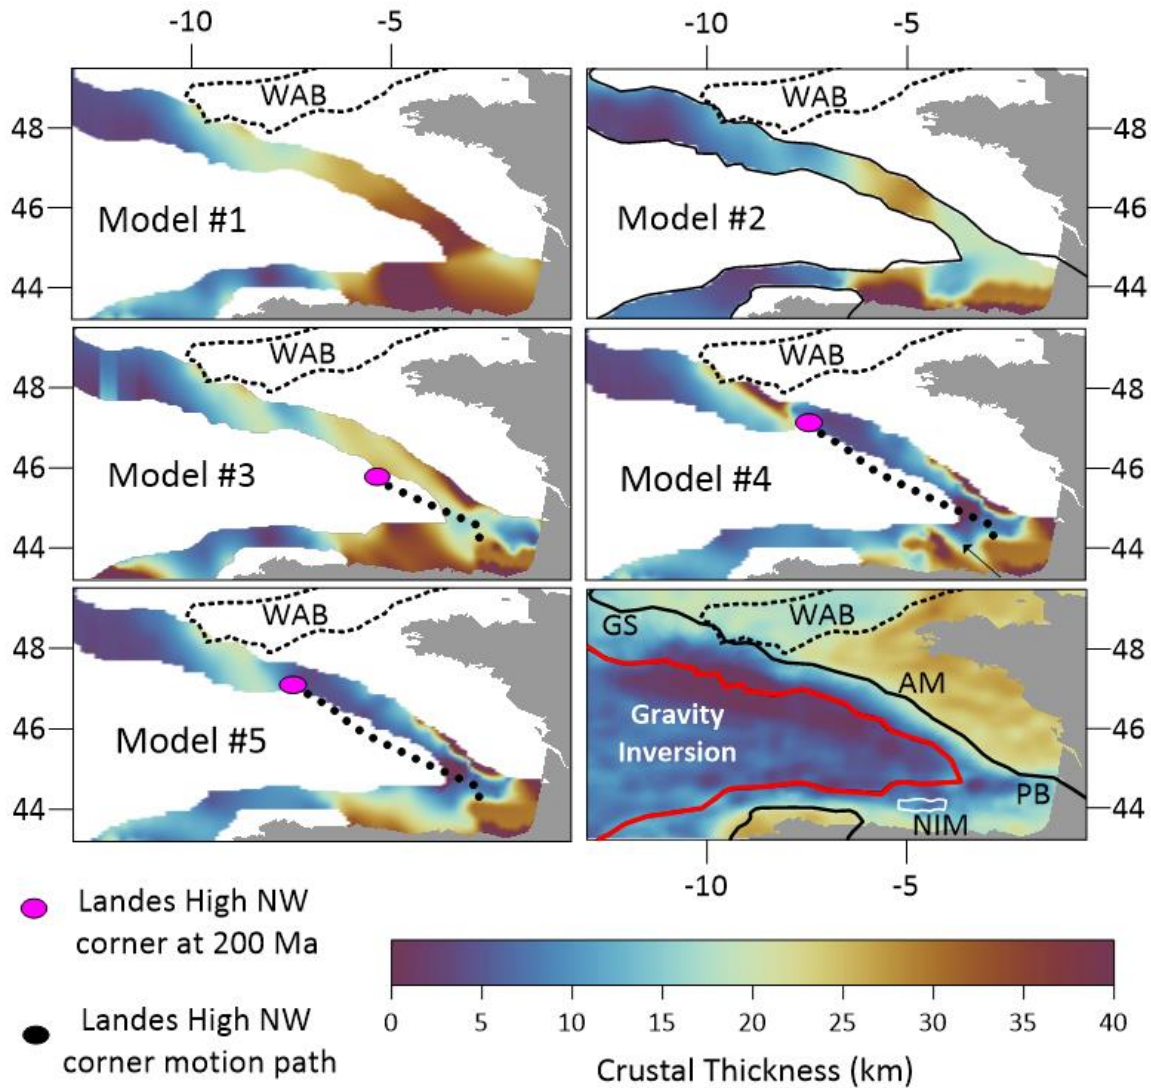 -10 -5 -10 -5
WAB WAB
48 48
46 Model #1 Model #2 46
44 44
WAB WAB
48 48
46 Model #3 Model #4 46
44 44
WAB GS WAB
48 48
AM
46 Model #5 Gravity 46
Inversion
44 PB 44
NIM
-10 -5
Landes High NW
corner at 200 Ma
Landes High NW
corner motion path
0 5 10 15 20 25 30 35 40
Crustal Thickness (km)